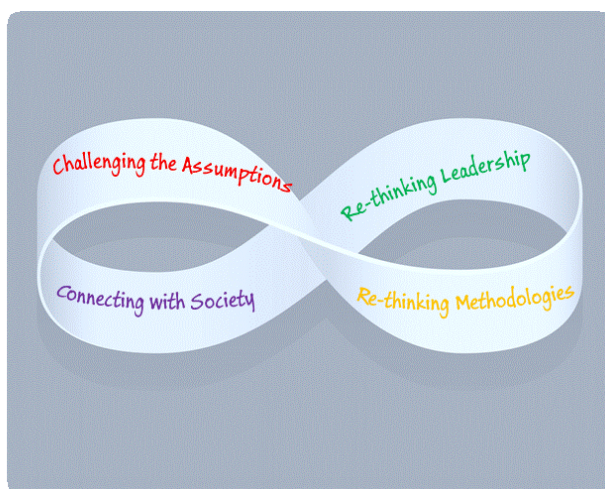 Challenging the Assumptions
Re-thinking Leadership
Connecting with Society
Re-thinking Methodologies